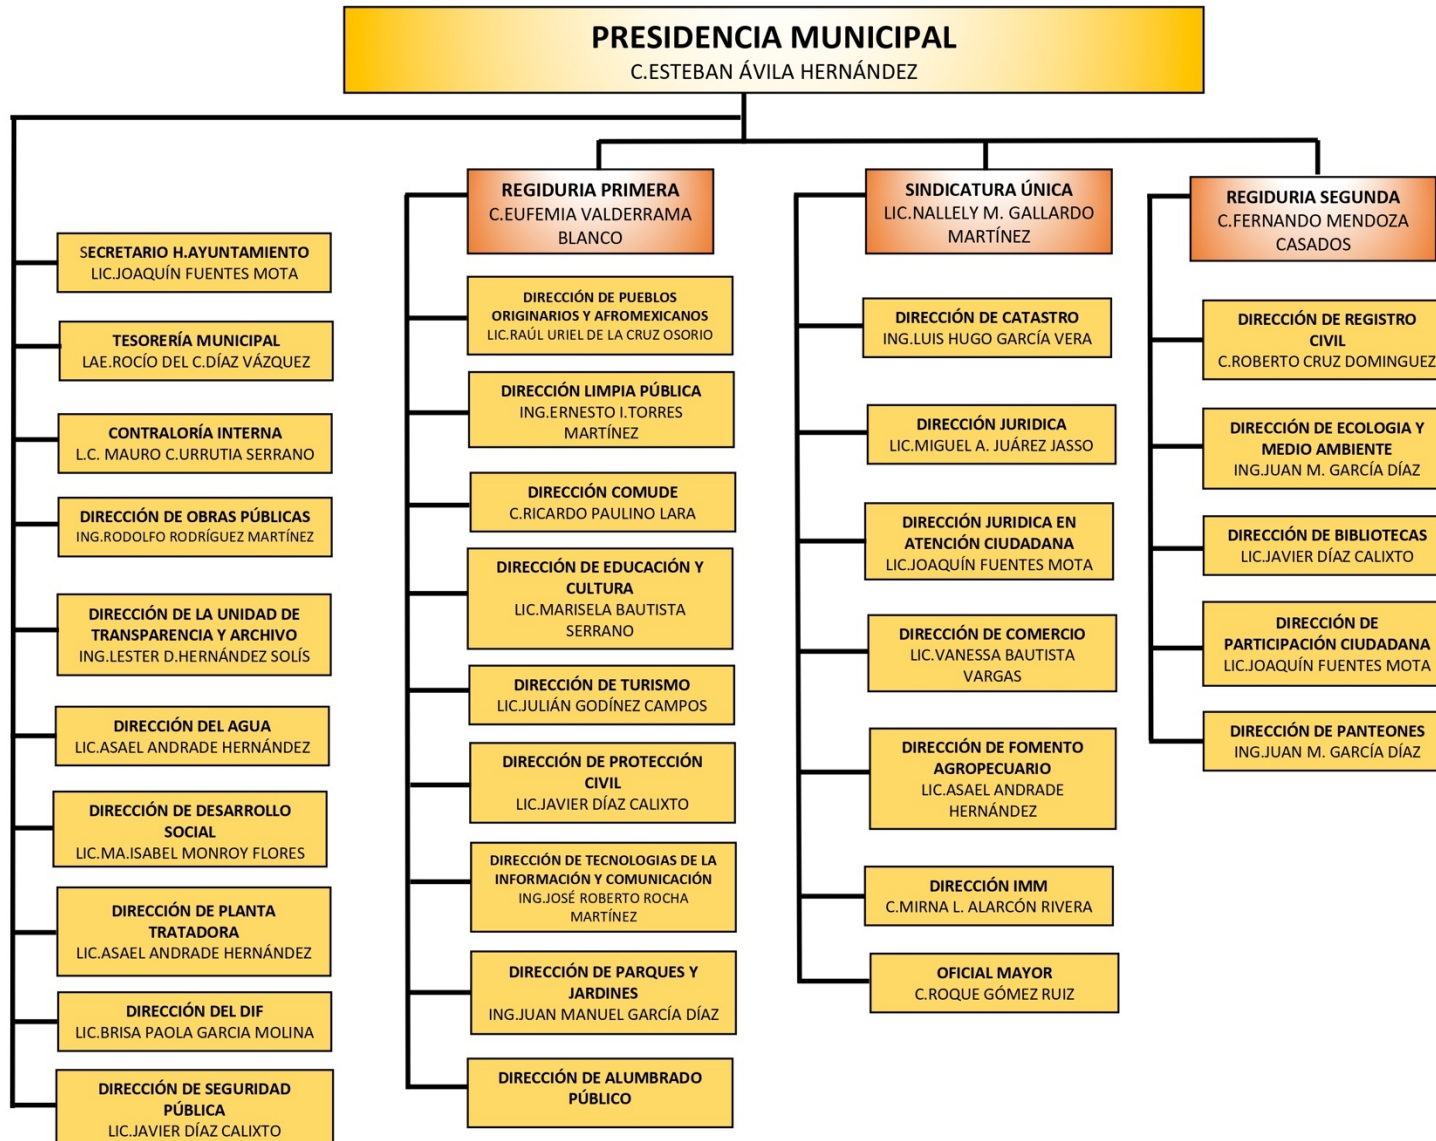 PRESIDENCIA MUNICIPAL
C.ESTEBAN ÁVILA HERNÁNDEZ
SECRETARIO H.AYUNTAMIENTO
LIC.JOAQUÍN FUENTES MOTA
TESORERÍA MUNICIPAL
LAE.ROCÍO DEL C.DÍAZ VÁZQUEZ
CONTRALORÍA INTERNA
L.C. MAURO C.URRUTIA SERRANO
DIRECCIÓN DE OBRAS PÚBLICAS
ING.RODOLFO RODRÍGUEZ MARTÍNEZ
DIRECCIÓN DE LA UNIDAD DE
TRANSPARENCIA Y ARCHIVO
ING.LESTER D.HERNÁNDEZ SOLÍS
DIRECCIÓN DEL AGUA
LIC.ASAEL ANDRADE HERNÁNDEZ
DIRECCIÓN DE DESARROLLO
SOCIAL
LIC.MA.ISABEL MONROY FLORES
DIRECCIÓN DE PLANTA
TRATADORA
LIC.ASAEL ANDRADE HERNÁNDEZ
DIRECCIÓN DEL DIF
LIC.BRISA PAOLA GARCIA MOLINA
DIRECCIÓN DE SEGURIDAD
PÚBLICA
LIC.JAVIER DÍAZ CALIXTO
REGIDURIA PRIMERA
C.EUFEMIA VALDERRAMA
BLANCO
DIRECCIÓN DE PUEBLOS
ORIGINARIOS Y AFROMEXICANOS
LIC.RAÚL URIEL DE LA CRUZ OSORIO
DIRECCIÓN LIMPIA PÚBLICA
ING.ERNESTO I.TORRES
MARTÍNEZ
DIRECCIÓN COMUDE
C.RICARDO PAULINO LARA
DIRECCIÓN DE EDUCACIÓN Y
CULTURA
LIC.MARISELA BAUTISTA
SERRANO
DIRECCIÓN DE TURISMO
LIC.JULIÁN GODÍNEZ CAMPOS
DIRECCIÓN DE PROTECCIÓN
CIVIL
LIC.JAVIER DÍAZ CALIXTO
DIRECCIÓN DE TECNOLOGIAS DE LA
INFORMACIÓN Y COMUNICACIÓN
ING.JOSÉ ROBERTO ROCHA
MARTÍNEZ
DIRECCIÓN DE PARQUES Y
JARDINES
ING.JUAN MANUEL GARCÍA DÍAZ
DIRECCIÓN DE ALUMBRADO
PÚBLICO
SINDICATURA ÚNICA
LIC.NALLELY M. GALLARDO
MARTÍNEZ
DIRECCIÓN DE CATASTRO
ING.LUIS HUGO GARCÍA VERA
DIRECCIÓN JURIDICA
LIC.MIGUEL A. JUÁREZ JASSO
DIRECCIÓN JURIDICA EN
ATENCIÓN CIUDADANA
LIC.JOAQUÍN FUENTES MOTA
DIRECCIÓN DE COMERCIO
LIC.VANESSA BAUTISTA
VARGAS
DIRECCIÓN DE FOMENTO
AGROPECUARIO
LIC.ASAEL ANDRADE
HERNÁNDEZ
DIRECCIÓN IMM
C.MIRNA L. ALARCÓN RIVERA
OFICIAL MAYOR
C.ROQUE GÓMEZ RUIZ
REGIDURIA SEGUNDA
C.FERNANDO MENDOZA
CASADOS
DIRECCIÓN DE REGISTRO
CIVIL
C.ROBERTO CRUZ DOMINGUEZ
DIRECCIÓN DE ECOLOGIA Y
MEDIO AMBIENTE
ING.JUAN M. GARCÍA DÍAZ
DIRECCIÓN DE BIBLIOTECAS
LIC.JAVIER DÍAZ CALIXTO
DIRECCIÓN DE
PARTICIPACIÓN CIUDADANA
LIC.JOAQUÍN FUENTES MOTA
DIRECCIÓN DE PANTEONES
ING.JUAN M. GARCÍA DÍAZ